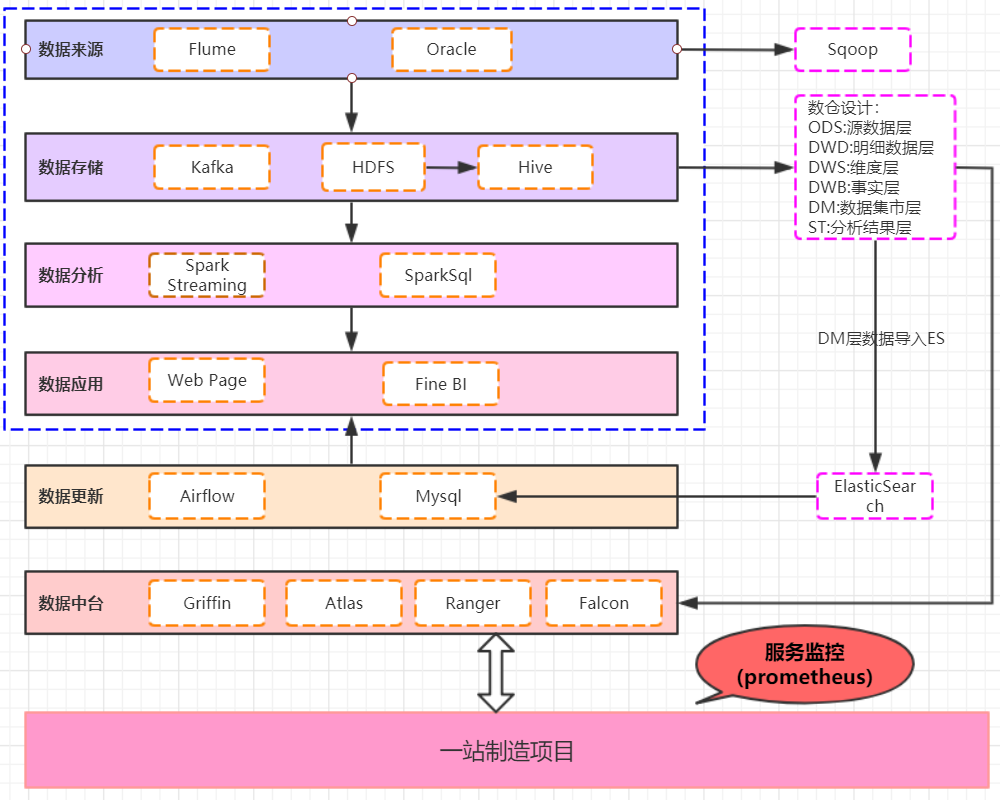 数据来源
Flume
Oracle
Sqoop
数据存储
Kafka
HDFS
Hive
数仓设计：
ODS:源数据层
DWD:明细数据层
DWS:维度层
DWB:事实层
DM:数据集市层
ST:分析结果层
数据分析
Spark
Streaming
SparkSql
DM层数据导入ES
数据应用
Web Page
Fine BI
数据更新
Airflow
Mysql
ElasticSear
ch
数据中台
Griffin
Atlas
Ranger
Falcon
服务监控
(prometheus)
一站制造项目